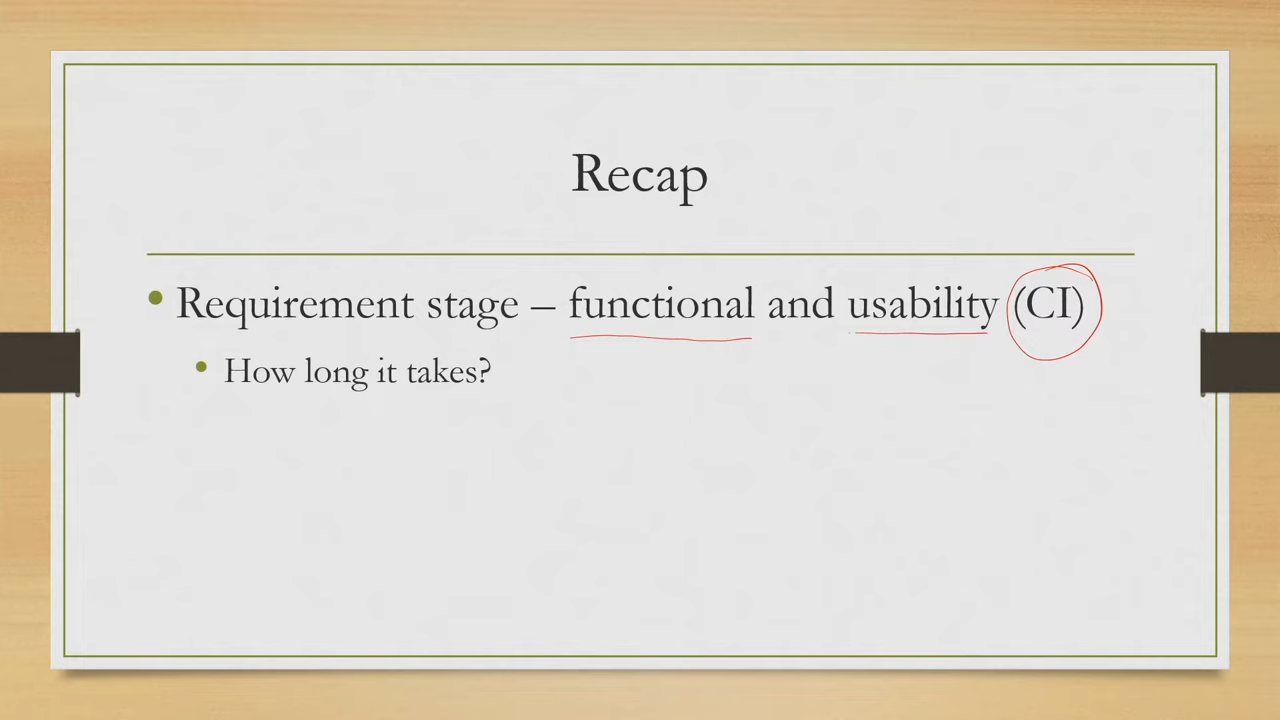 Recap
Requirement stage – functional and usability (CI)
How long it takes?